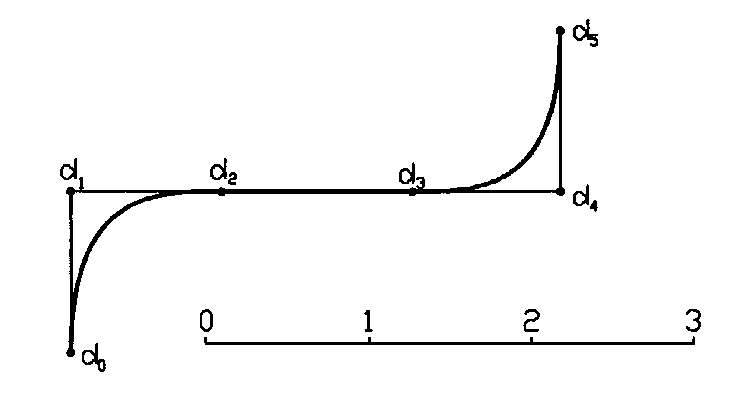 d₅
d₁ d₂ d₃
d₄
0 1 2 3
d₀